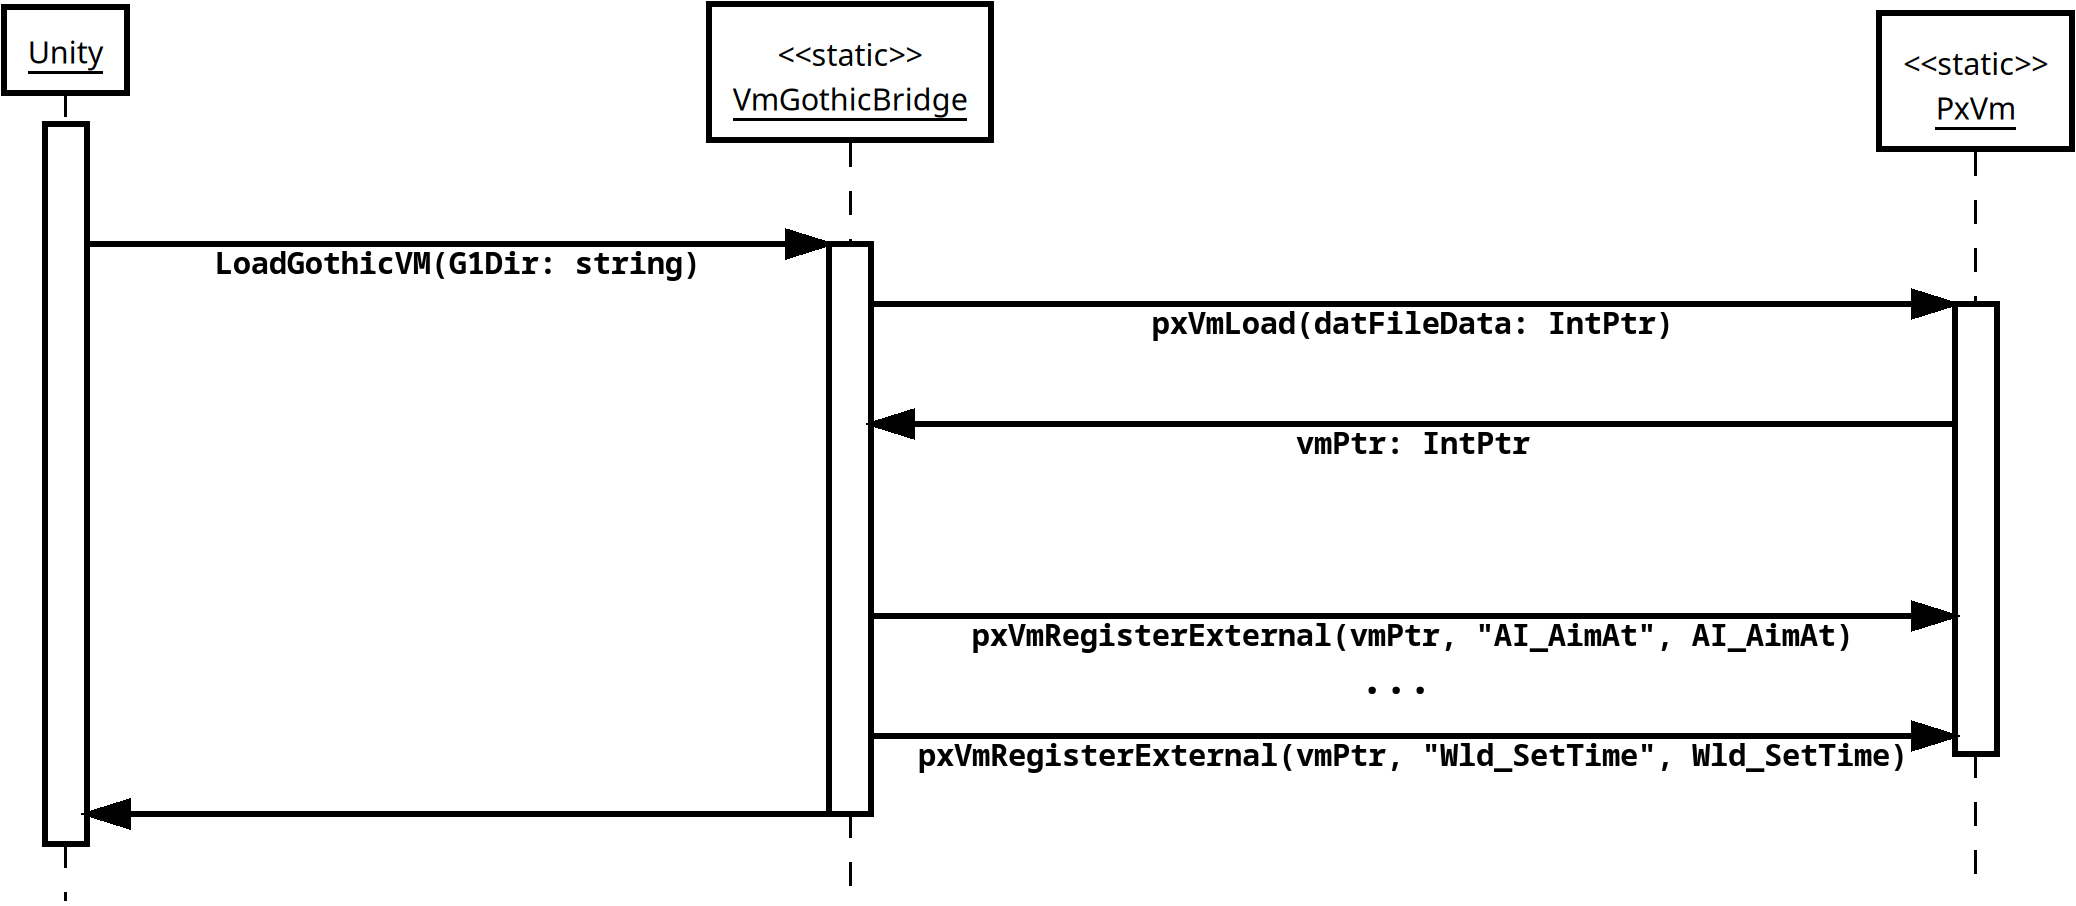 Unity
<<static>>
VmGothicBridge
<<static>>
PxVm
LoadGothicVM(G1Dir: string)
pxVmLoad(datFileData: IntPtr)
vmPtr: IntPtr
pxVmRegisterExternal(vmPtr, "AI_AimAt", AI_AimAt)
...
pxVmRegisterExternal(vmPtr, "Wld_SetTime", Wld_SetTime)